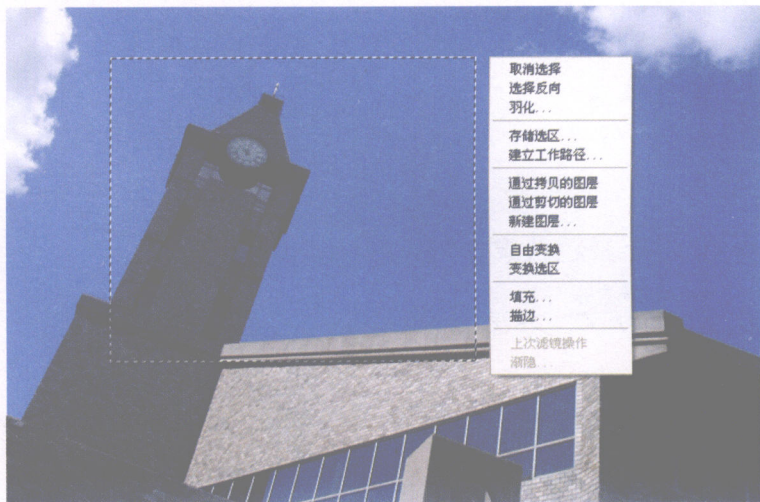 取消选择
选择反向
羽化...
存储选区...
建立工作路径...
通过拷贝的图层
通过剪切的图层
新建图层...
自由变换
变换选区
填充...
描边...
上次滤镜操作
渐隐...